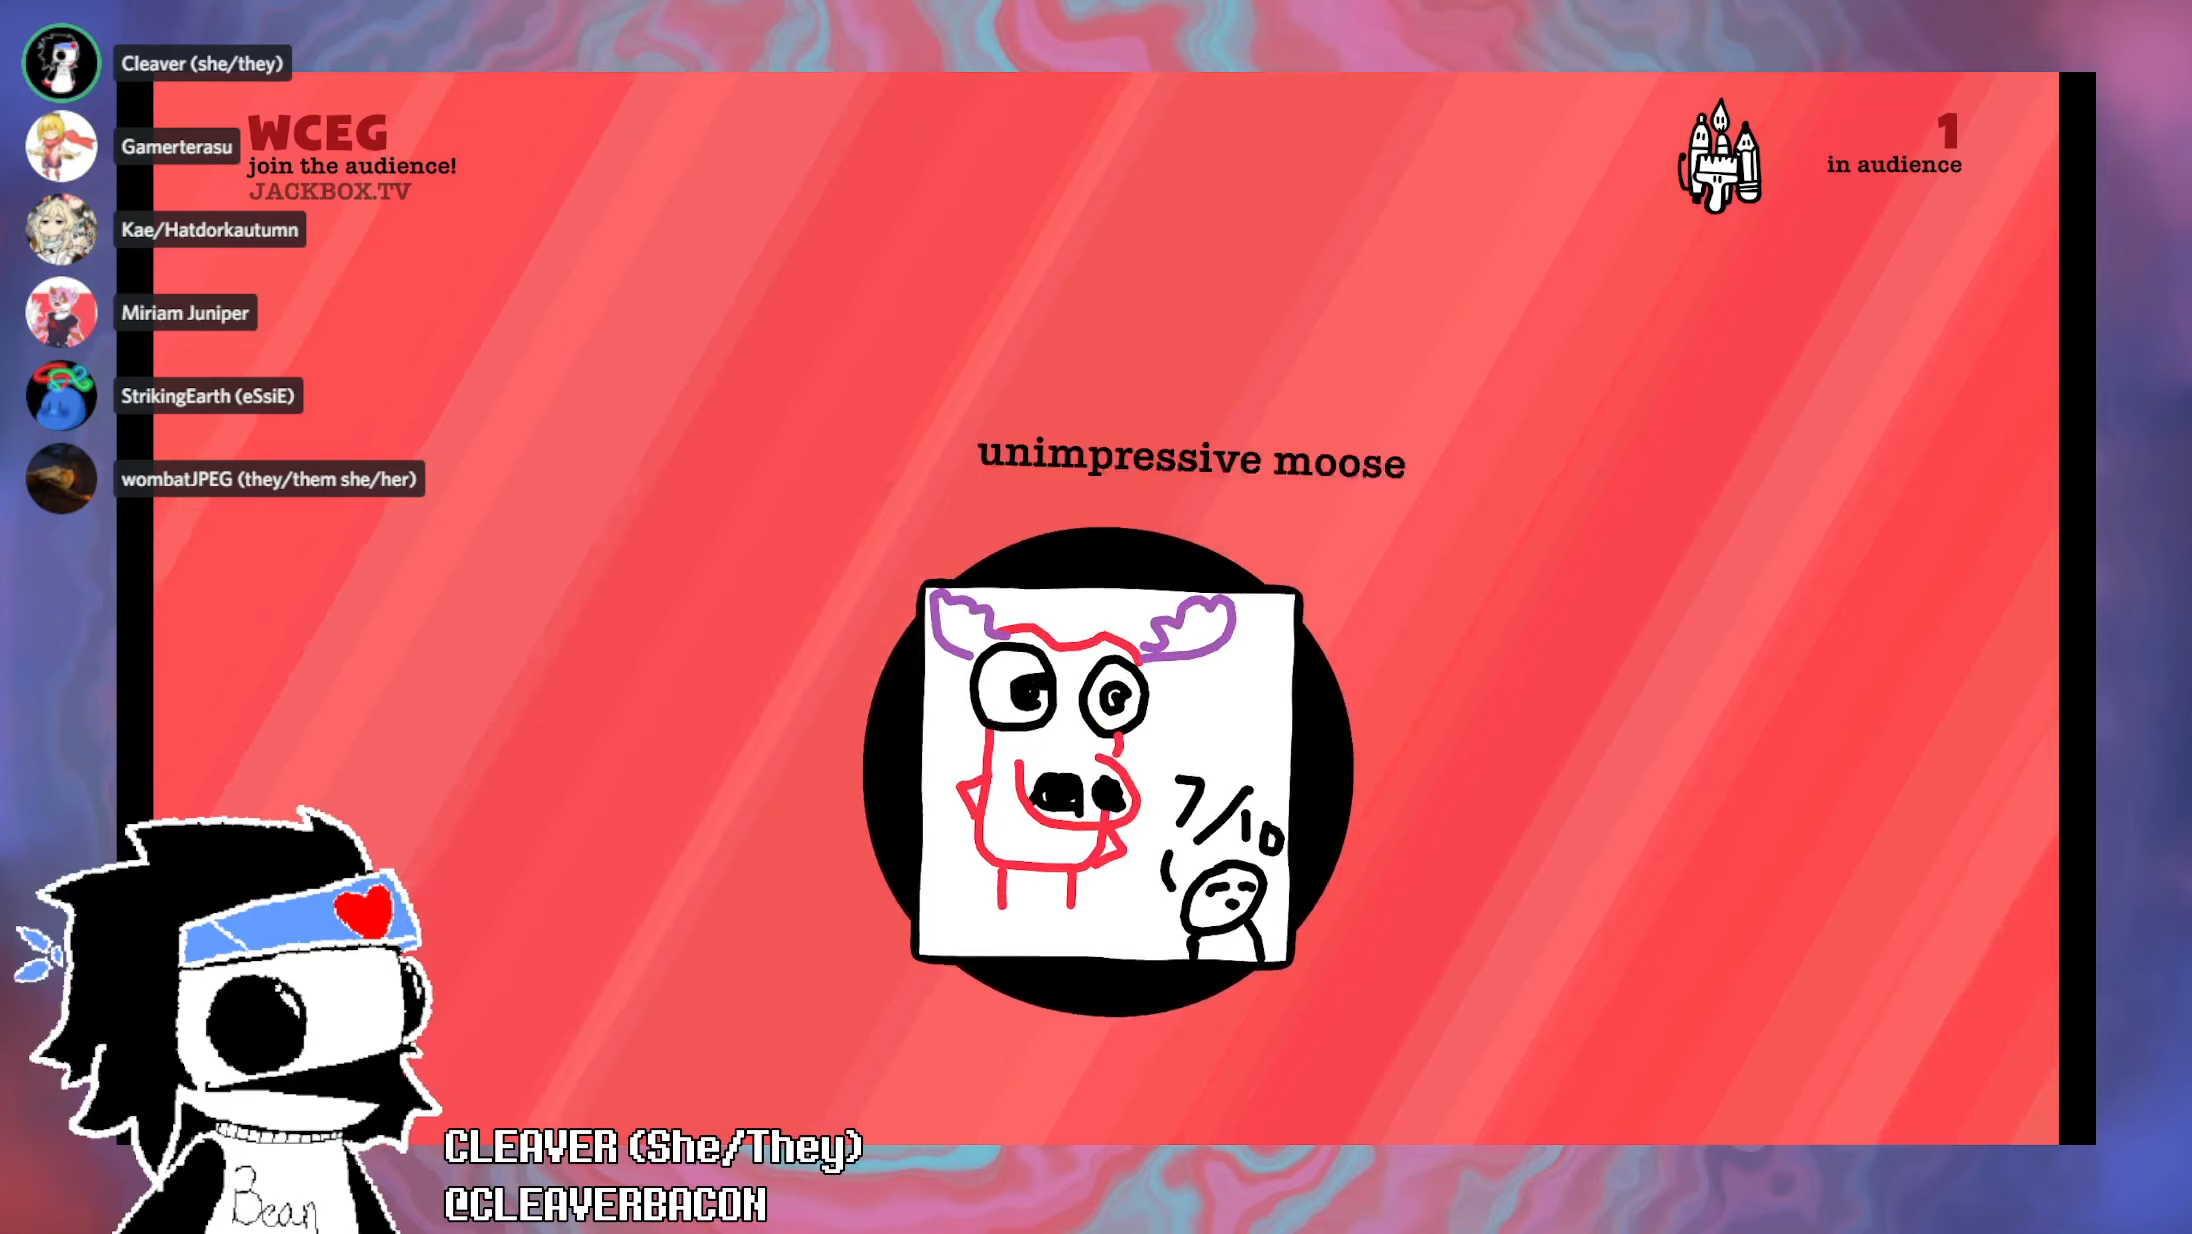 Cleaver (she/they)
Gamerterasu
Kae/Hatdorkautumn
Miriam Juniper
StrikingEarth (eSsiE)
wombatJPEG (they/them she/her)
WCEG
join the audience!
JACKBOX.TV
1
in audience
unimpressive moose
7/10
Bean
CLEAVER (She/They)
@CLEAVERBACON